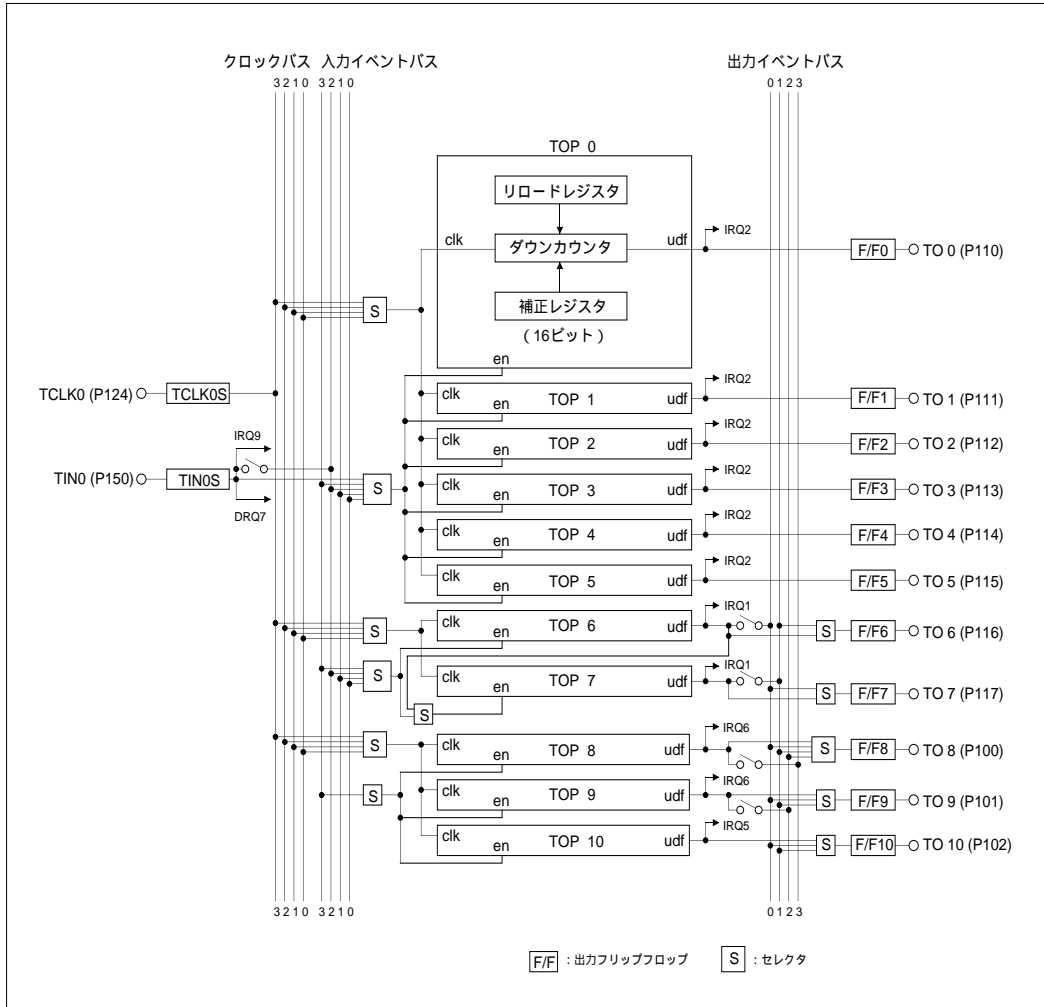 クロックバス 入力イベントバス 出力イベントバス
3 2 1 0 3 2 1 0 0 1 2 3
TOP 0
リロードレジスタ
clk ダウンカウンタ udf IRQ2 F/F0 TO 0 (P110)
補正レジスタ
S
(16ビット)
en
TCLK0 (P124) TCLK0S
clk en TOP 1 udf IRQ2 F/F1 TO 1 (P111)
IRQ9
clk en TOP 2 udf IRQ2 F/F2 TO 2 (P112)
TIN0 (P150) TIN0S
DRQ7
S
clk en TOP 3 udf IRQ2 F/F3 TO 3 (P113)
clk en TOP 4 udf IRQ2 F/F4 TO 4 (P114)
clk en TOP 5 udf IRQ2 F/F5 TO 5 (P115)
S clk en TOP 6 udf IRQ1 S F/F6 TO 6 (P116)
S clk en TOP 7 udf IRQ1 S F/F7 TO 7 (P117)
S
S clk en TOP 8 udf IRQ6 S F/F8 TO 8 (P100)
S clk en TOP 9 udf IRQ6 S F/F9 TO 9 (P101)
clk en TOP 10 udf IRQ5 S F/F10 TO 10 (P102)
3 2 1 0 3 2 1 0 0 1 2 3
F/F : 出力フリップフロップ S : セレクタ